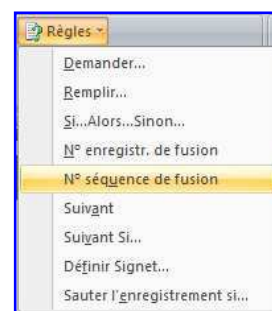 Règles
Demander...
Remplir...
Si...Alors...Sinon...
N° enregistr. de fusion
N° séquence de fusion
Suivant
Suivant Si...
Définir Signet...
Sauter l'enregistrement si...